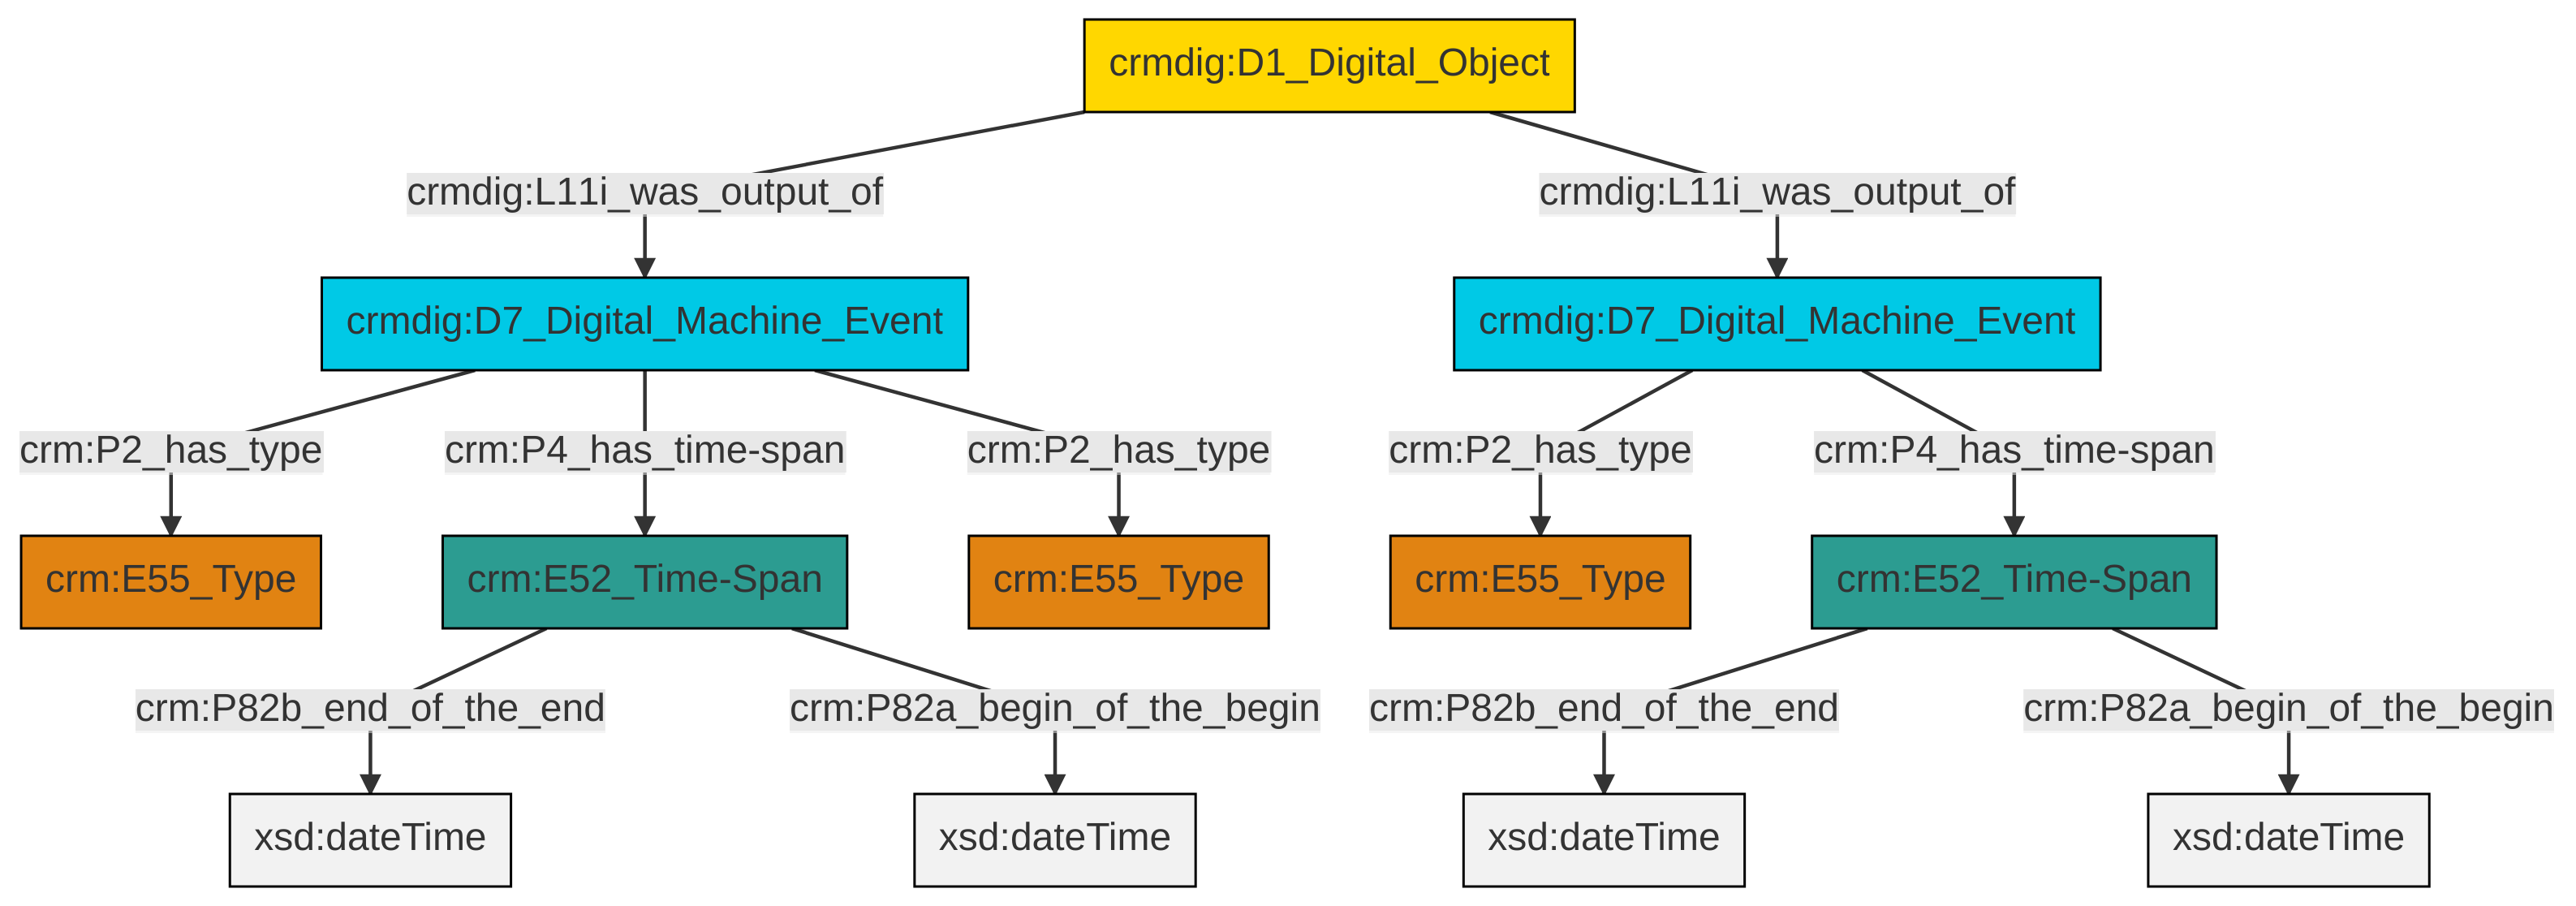 crmdig:D1_Digital_Object
crmdig:L11i_was_output_of
crmdig:L11i_was_output_of
crmdig:D7_Digital_Machine_Event
crmdig:D7_Digital_Machine_Event
crm:P2_has_type
crm:P4_has_time-span
crm:P2_has_type
crm:P2_has_type
crm:P4_has_time-span
crm:E55_Type
crm:E52_Time-Span
crm:E55_Type
crm:E55_Type
crm:E52_Time-Span
crm:P82b_end_of_the_end
crm:P82a_begin_of_the_begin
crm:P82b_end_of_the_end
crm:P82a_begin_of_the_begin
xsd:dateTime
xsd:dateTime
xsd:dateTime
xsd:dateTime